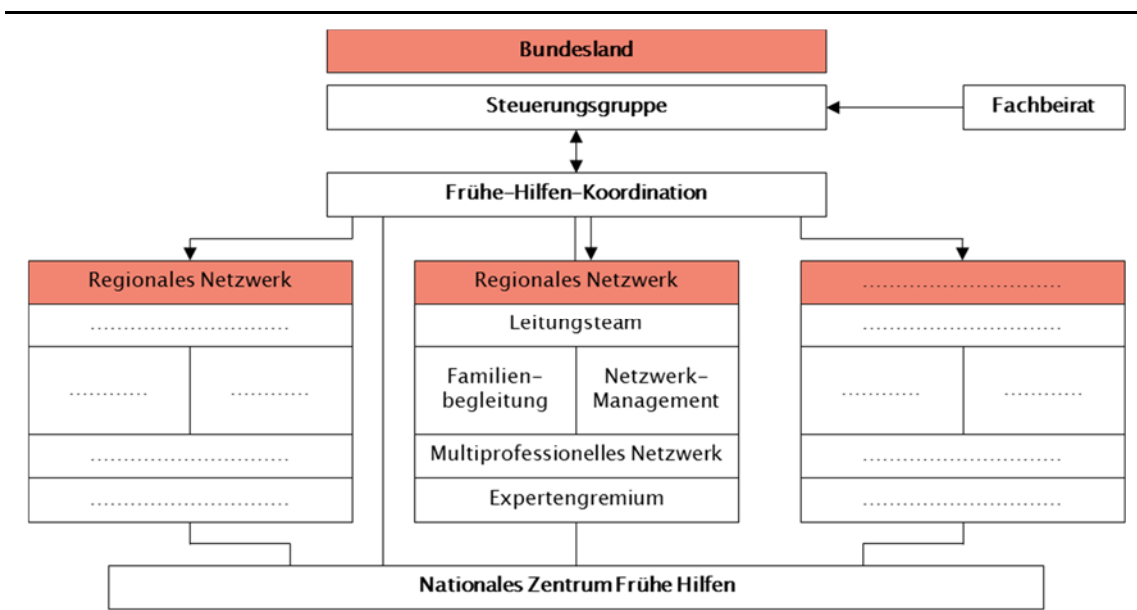 Bundesland
Steuerungsgruppe
Fachbeirat
Frühe-Hilfen-Koordination
Regionales Netzwerk
.............................
...........
...........
.............................
.............................
Regionales Netzwerk
Leitungsteam
Familien-
begleitung
Netzwerk-
Management
Multiprofessionelles Netzwerk
Expertengremium
.............................
.............................
...........
...........
.............................
.............................
Nationales Zentrum Frühe Hilfen